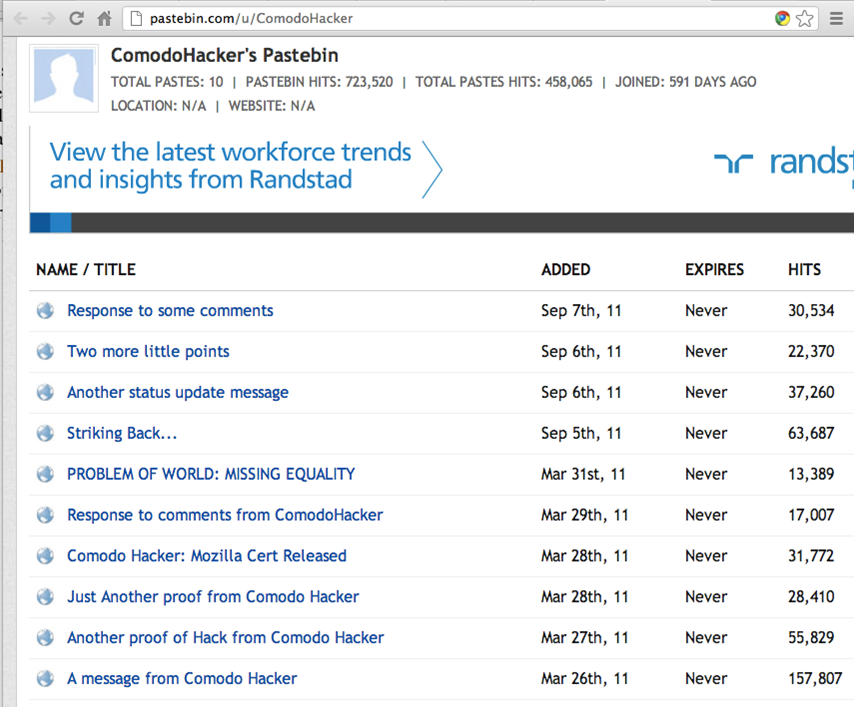 pastebin.com/u/ComodoHacker
ComodoHacker's Pastebin
TOTAL PASTES: 10 | PASTEBIN HITS: 723,520 | TOTAL PASTES HITS: 458,065 | JOINED: 591 DAYS AGO
LOCATION: N/A | WEBSITE: N/A
View the latest workforce trends
and insights from Randstad
NAME / TITLE ADDED EXPIRES HITS
Response to some comments Sep 7th, 11 Never 30,534
Two more little points Sep 6th, 11 Never 22,370
Another status update message Sep 6th, 11 Never 37,260
Striking Back... Sep 5th, 11 Never 63,687
PROBLEM OF WORLD: MISSING EQUALITY Mar 31st, 11 Never 13,389
Response to comments from ComodoHacker Mar 29th, 11 Never 17,007
Comodo Hacker: Mozilla Cert Released Mar 28th, 11 Never 31,772
Just Another proof from Comodo Hacker Mar 28th, 11 Never 28,410
Another proof of Hack from Comodo Hacker Mar 27th, 11 Never 55,829
A message from Comodo Hacker Mar 26th, 11 Never 157,807